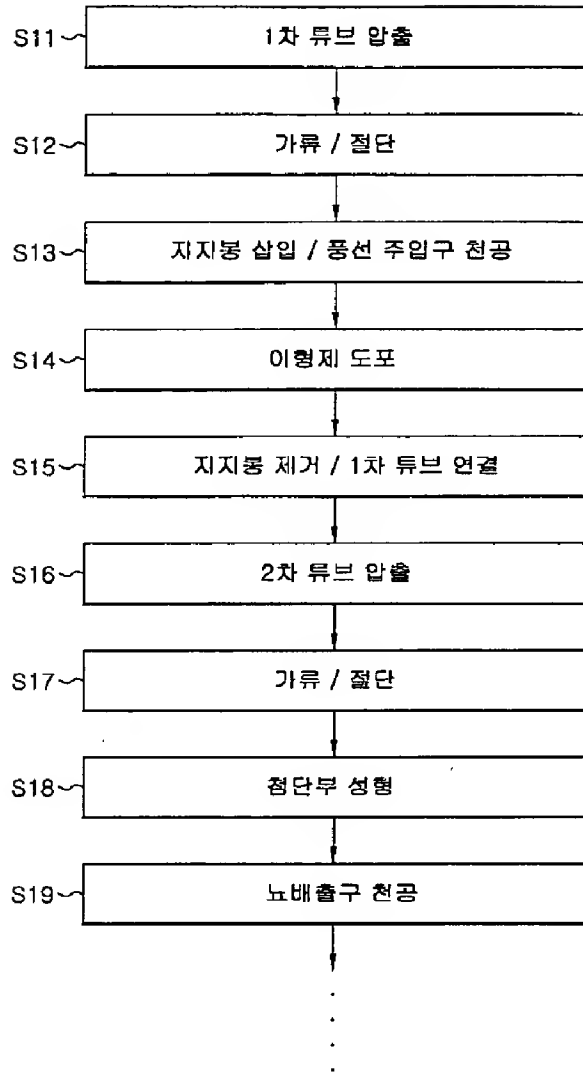 S11 1차 튜브 압출
S12 가류 / 절단
S13 지지봉 삽입 / 풍선 주입구 천공
S14 이형제 도포
S15 지지봉 제거 / 1차 튜브 연결
S16 2차 튜브 압출
S17 가류 / 절단
S18 첨단부 성형
S19 뇨배출구 천공